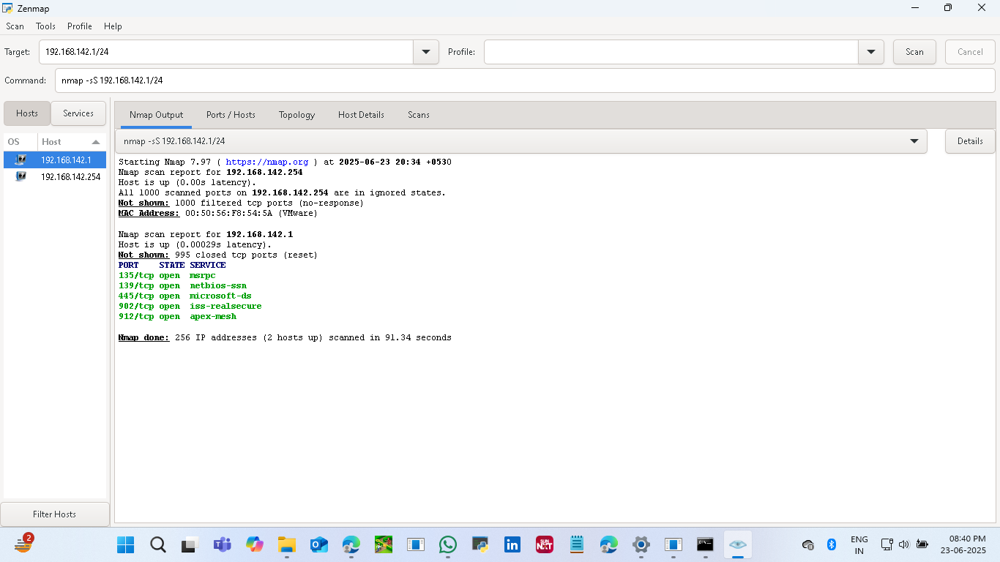 Zenmap
Scan Tools Profile Help
Target: 192.168.142.1/24 Profile: Scan Cancel
Command: nmap -sS 192.168.142.1/24
Hosts Services
Nmap Output Ports / Hosts Topology Host Details Scans
OS Host
nmap -sS 192.168.142.1/24 Details
192.168.142.1
192.168.142.254
Starting Nmap 7.97 ( https://nmap.org ) at 2025-06-23 20:34 +0530
Nmap scan report for 192.168.142.254
Host is up (0.00s latency).
All 1000 scanned ports on 192.168.142.254 are in ignored states.
Not shown: 1000 filtered tcp ports (no-response)
MAC Address: 00:50:56:F8:54:5A (VMware)
Nmap scan report for 192.168.142.1
Host is up (0.00029s latency).
Not shown: 995 closed tcp ports (reset)
PORT STATE SERVICE
135/tcp open msrpc
139/tcp open netbios-ssn
445/tcp open microsoft-ds
902/tcp open iss-realsecure
912/tcp open apex-mesh
Nmap done: 256 IP addresses (2 hosts up) scanned in 91.34 seconds
Filter Hosts
2
in
SUN
NXT
ENG
IN
08:40 PM
23-06-2025